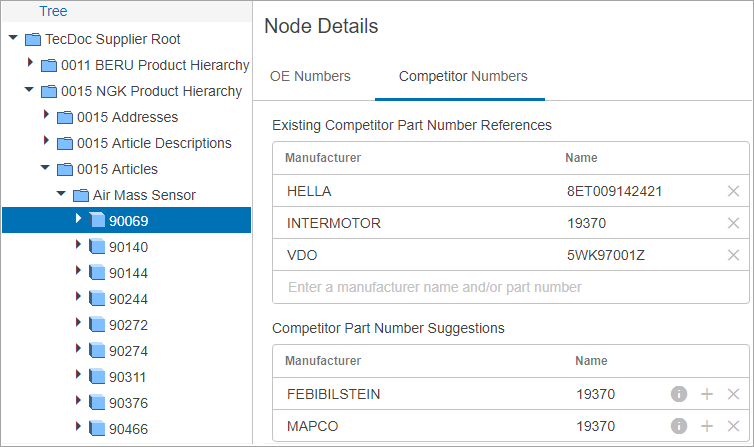 Tree
TecDoc Supplier Root
0011 BERU Product Hierarchy
0015 NGK Product Hierarchy
0015 Addresses
0015 Article Descriptions
0015 Articles
Air Mass Sensor
90069
90140
90144
90244
90272
90274
90311
90376
90466
Node Details
OE Numbers Competitor Numbers
Existing Competitor Part Number References
Manufacturer Name
HELLA 8ET009142421
INTERMOTOR 19370
VDO 5WK97001Z
Enter a manufacturer name and/or part number
Competitor Part Number Suggestions
Manufacturer Name
FEBIBILSTEIN 19370
MAPCO 19370